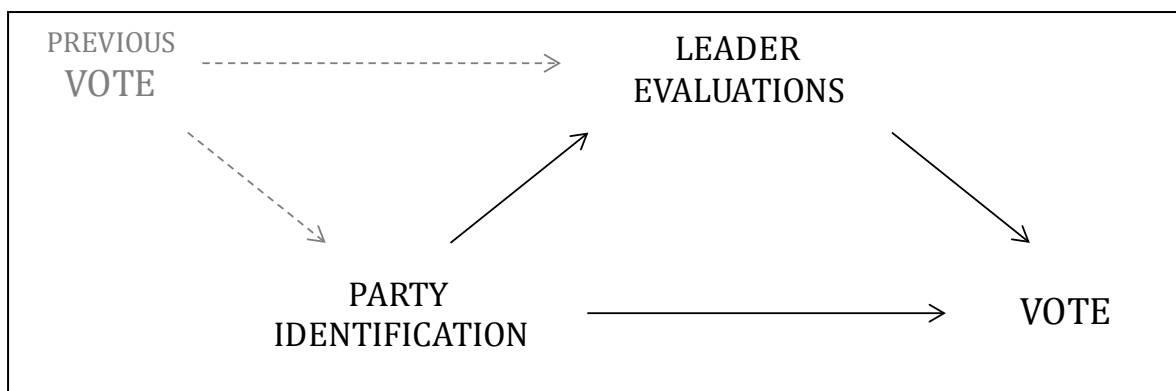 PREVIOUS
VOTE
LEADER
EVALUATIONS
PARTY
IDENTIFICATION
VOTE